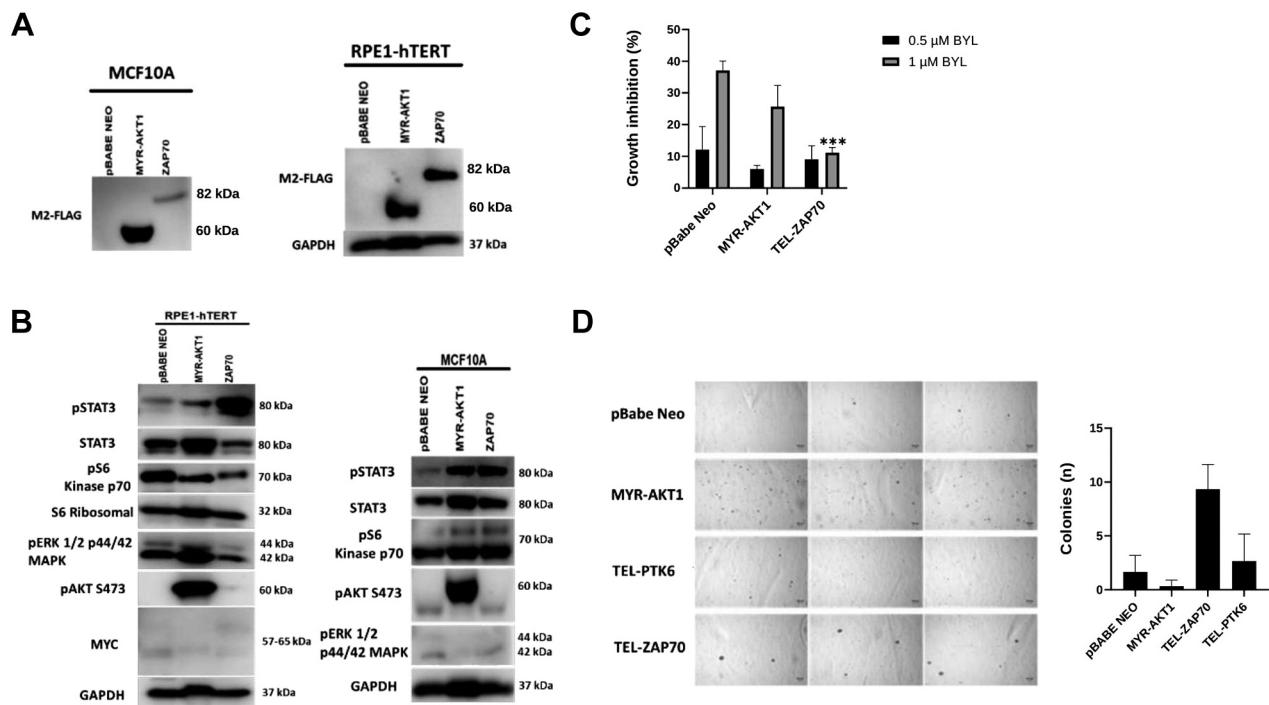 A
MCF10A
pBABE NEO
MYR-AKT1
ZAP70
M2-FLAG
82 kDa
60 kDa
RPE1-hTERT
pBABE NEO
MYR-AKT1
ZAP70
M2-FLAG
82 kDa
60 kDa
GAPDH
37 kDa
C
Growth inhibition (%)
50
40
30
20
10
0
***
pBabe Neo
MYR-AKT1
TEL-ZAP70
0.5 µM BYL
1 µM BYL
B
RPE1-hTERT
pBABE NEO
MYR-AKT1
ZAP70
pSTAT3
80 kDa
STAT3
80 kDa
pS6
Kinase p70
70 kDa
S6 Ribosomal
32 kDa
pERK 1/2 p44/42
MAPK
44 kDa
42 kDa
pAKT S473
60 kDa
MYC
57-65 kDa
GAPDH
37 kDa
MCF10A
pBABE NEO
MYR-AKT1
ZAP70
pSTAT3
80 kDa
STAT3
80 kDa
pS6
Kinase p70
70 kDa
pAKT S473
60 kDa
pERK 1/2
p44/42 MAPK
44 kDa
42 kDa
GAPDH
37 kDa
D
pBabe Neo
MYR-AKT1
TEL-PTK6
TEL-ZAP70
Colonies (n)
15
10
5
0
pBABE NEO
MYR-AKT1
TEL-ZAP70
TEL-PTK6